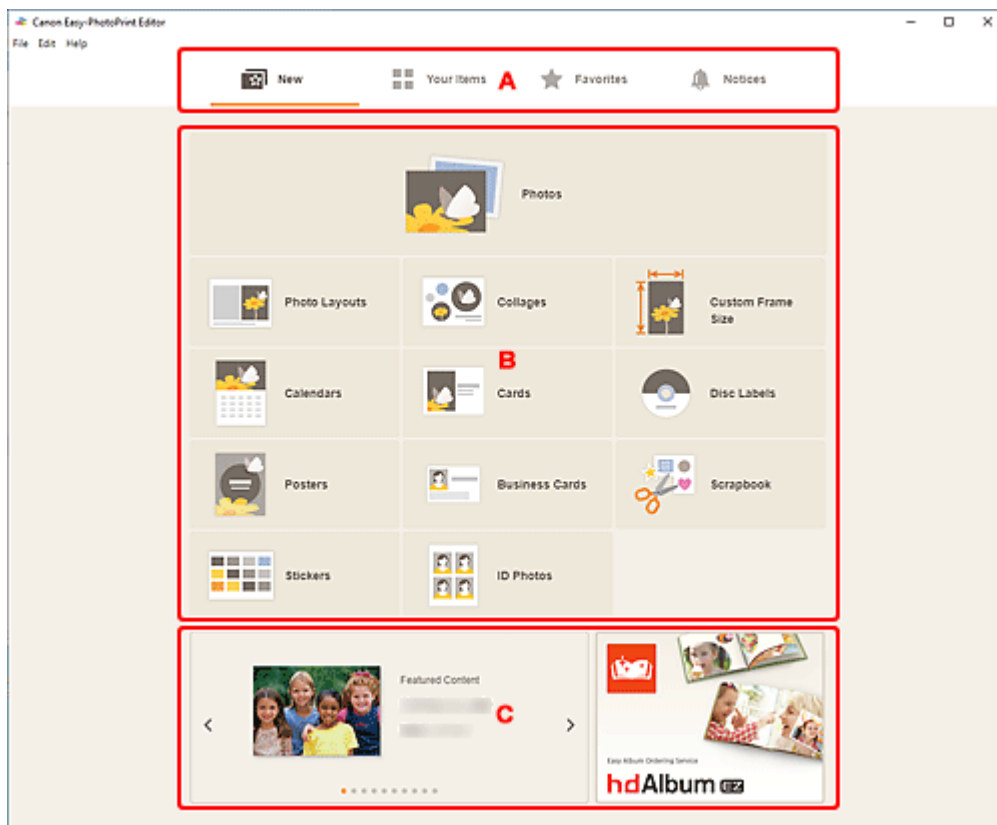 Canon Easy-PhotoPrint Editor
File Edit Help
New Your Items A Favorites Notices
Photos
Photo Layouts Collages Custom Frame
Size
B
Calendars Cards Disc Labels
Posters Business Cards Scrapbook
Stickers ID Photos
Featured Content
C
Easy Album Ordering Service
hdAlbum EZ